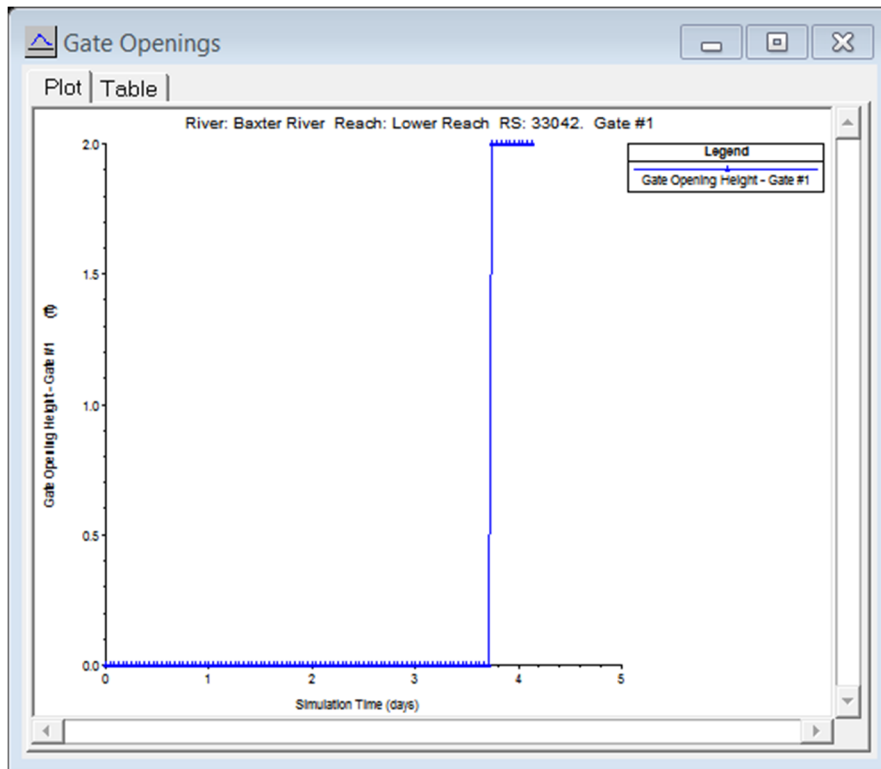 Gate Openings
Plot Table
River: Baxter River Reach: Lower Reach RS: 33042. Gate #1
Legend
Gate Opening Height - Gate #1
Gate Opening Height - Gate #1 (ft)
2.0
1.5
1.0
0.5
0.0
0 1 2 3 4 5
Simulation Time (days)